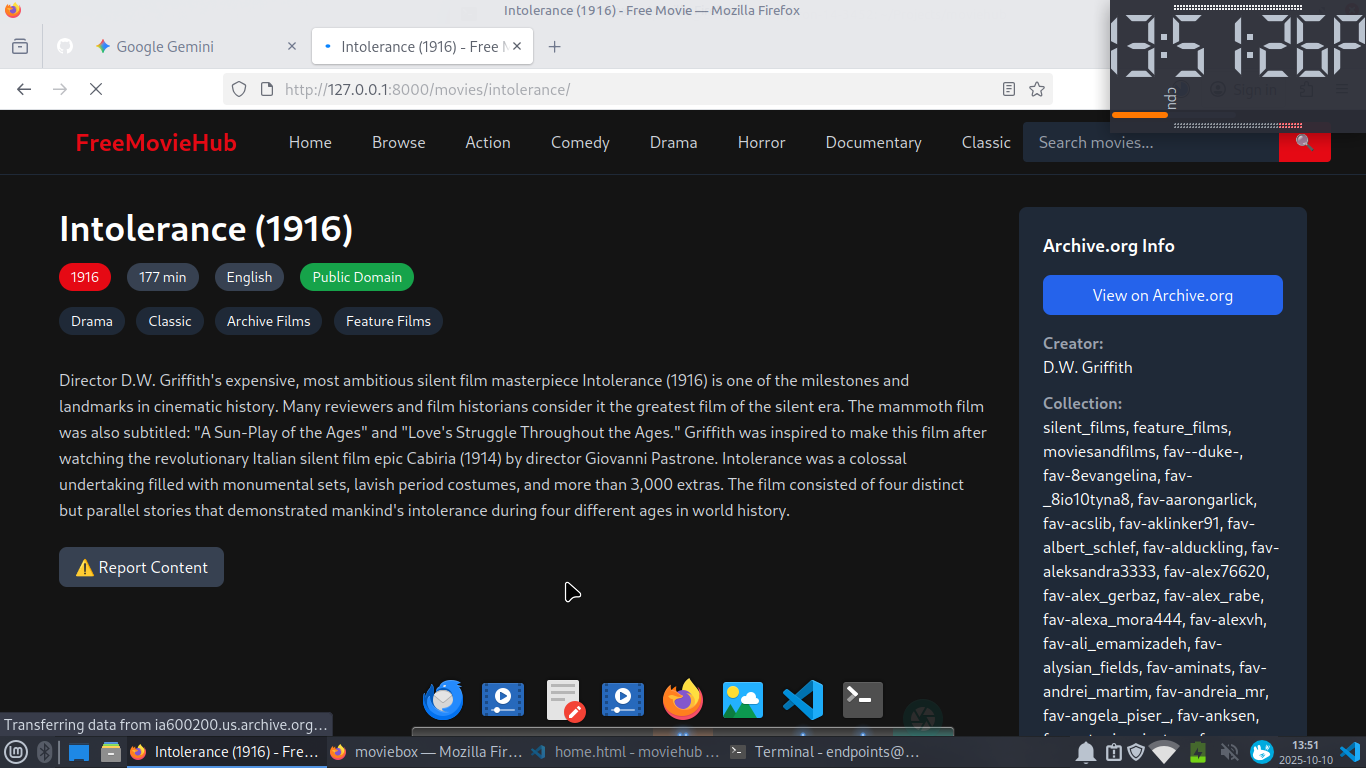 Intolerance (1916) - Free Movie — Mozilla Firefox
Google Gemini
Intolerance (1916) - Free
http://127.0.0.1:8000/movies/intolerance/
3:51:26P
cpu
FreeMovieHub
Home
Browse
Action
Comedy
Drama
Horror
Documentary
Classic
Search movies...
Intolerance (1916)
1916
177 min
English
Public Domain
Drama
Classic
Archive Films
Feature Films
Director D.W. Griffith's expensive, most ambitious silent film masterpiece Intolerance (1916) is one of the milestones and
landmarks in cinematic history. Many reviewers and film historians consider it the greatest film of the silent era. The mammoth film
was also subtitled: "A Sun-Play of the Ages" and "Love's Struggle Throughout the Ages." Griffith was inspired to make this film after
watching the revolutionary Italian silent film epic Cabiria (1914) by director Giovanni Pastrone. Intolerance was a colossal
undertaking filled with monumental sets, lavish period costumes, and more than 3,000 extras. The film consisted of four distinct
but parallel stories that demonstrated mankind's intolerance during four different ages in world history.
Report Content
Archive.org Info
View on Archive.org
Creator:
D.W. Griffith
Collection:
silent_films, feature_films,
moviesandfilms, fav--duke-,
fav-8evangelina, fav-
_8io10tyna8, fav-aarongarlick,
fav-acslib, fav-aklinker91, fav-
albert_schlef, fav-alduckling, fav-
aleksandra3333, fav-alex76620,
fav-alex_gerbaz, fav-alex_rabe,
fav-alexa_mora444, fav-alexvh,
fav-ali_emamizadeh, fav-
alysian_fields, fav-aminats, fav-
andrei_martim, fav-andreia_mr,
fav-angela_piser_, fav-anksen,
Transferring data from ia600200.us.archive.org…
Intolerance (1916) - Fre…
moviebox — Mozilla Fir…
home.html - moviehub …
Terminal - endpoints@…
13:51
2025-10-10